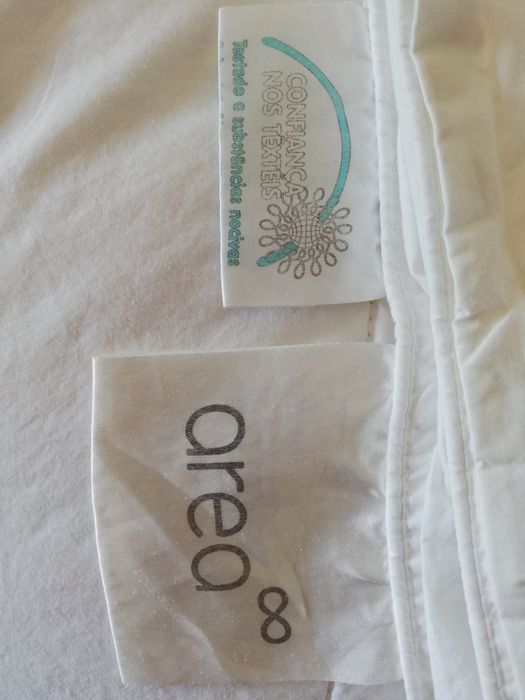 CONFIANÇA
NOS TÊXTEIS
Testado a substâncias nocivas
area
∞